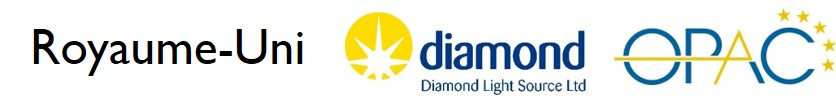 Royaume-Uni
diamond
Diamond Light Source Ltd
OPAC